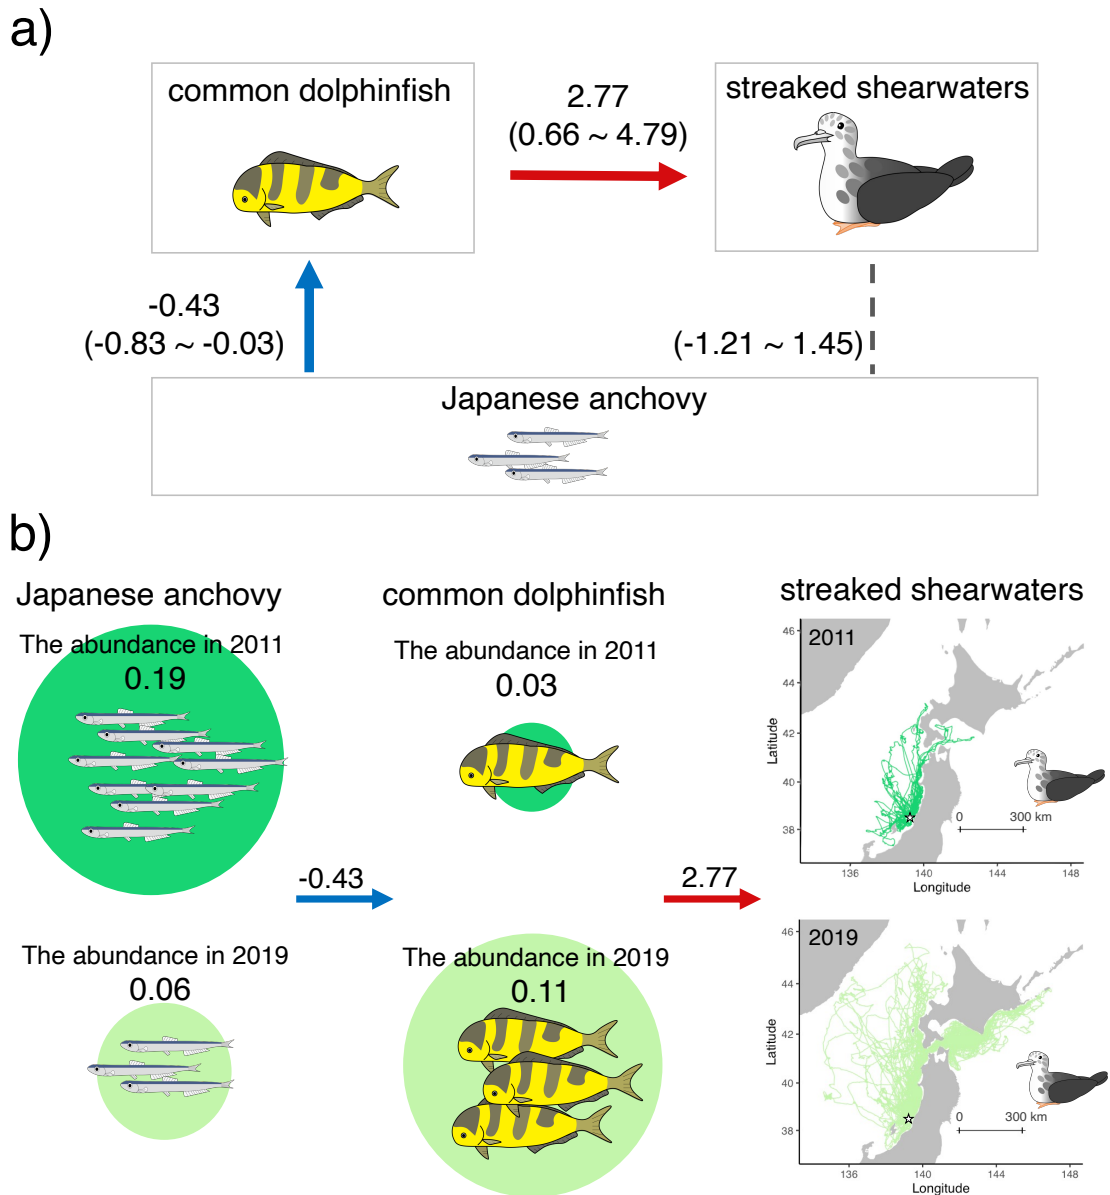 a)
common dolphinfish
2.77
(0.66 ~ 4.79)
streaked shearwaters
-0.43
(-0.83 ~ -0.03)
(-1.21 ~ 1.45)
Japanese anchovy
b)
Japanese anchovy
common dolphinfish
streaked shearwaters
The abundance in 2011
0.19
The abundance in 2011
0.03
2011
46
44
42
40
38
Latitude
0 300 km
136 140 144 148
Longitude
-0.43
2.77
The abundance in 2019
0.06
The abundance in 2019
0.11
2019
46
44
42
40
38
Latitude
0 300 km
136 140 144 148
Longitude